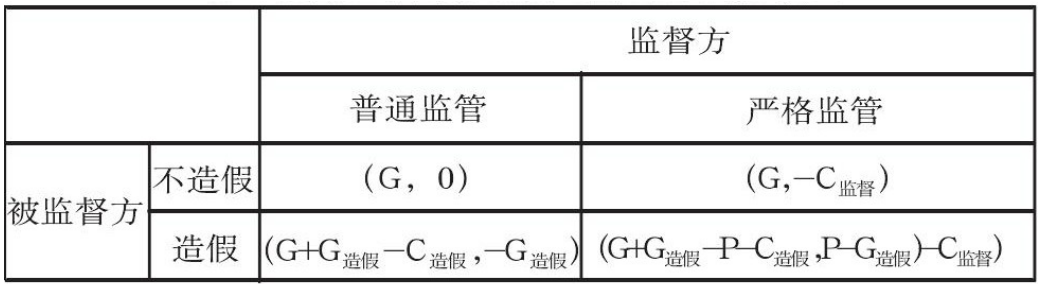 监督方
普通监管 严格监管
被监督方 不造假 (G, 0) (G,-C监督)
造假 (G+G造假-C造假,-G造假) (G+G造假-P-C造假,P-G造假)-C监督)